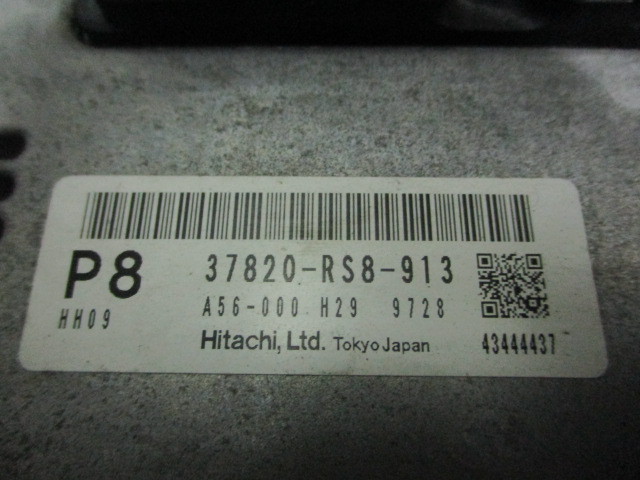 P8 37820-RS8-913
HH09 A56-000 H29 9728
Hitachi, Ltd. Tokyo Japan 43444437